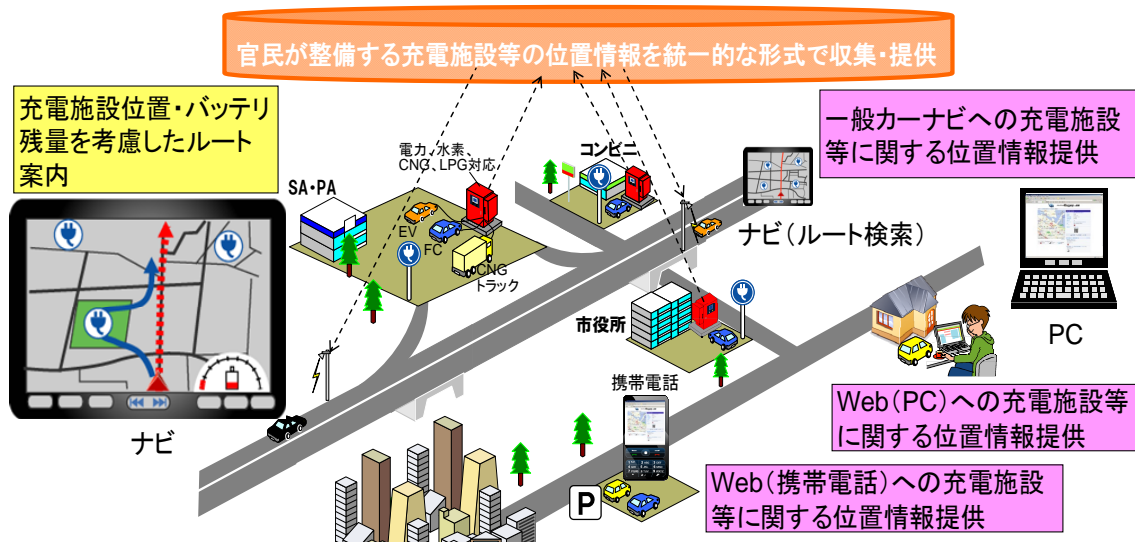 官民が整備する充電施設等の位置情報を統一的な形式で収集・提供
充電施設位置・バッテリ
残量を考慮したルート
案内
一般カーナビへの充電施設
等に関する位置情報提供
電力、水素、
CNG、LPG対応
コンビニ
SA・PA
EV
FC
CNG
トラック
ナビ(ルート検索)
市役所
PC
携帯電話
ナビ
Web(PC)への充電施設等
に関する位置情報提供
P
Web(携帯電話)への充電施設
等に関する位置情報提供